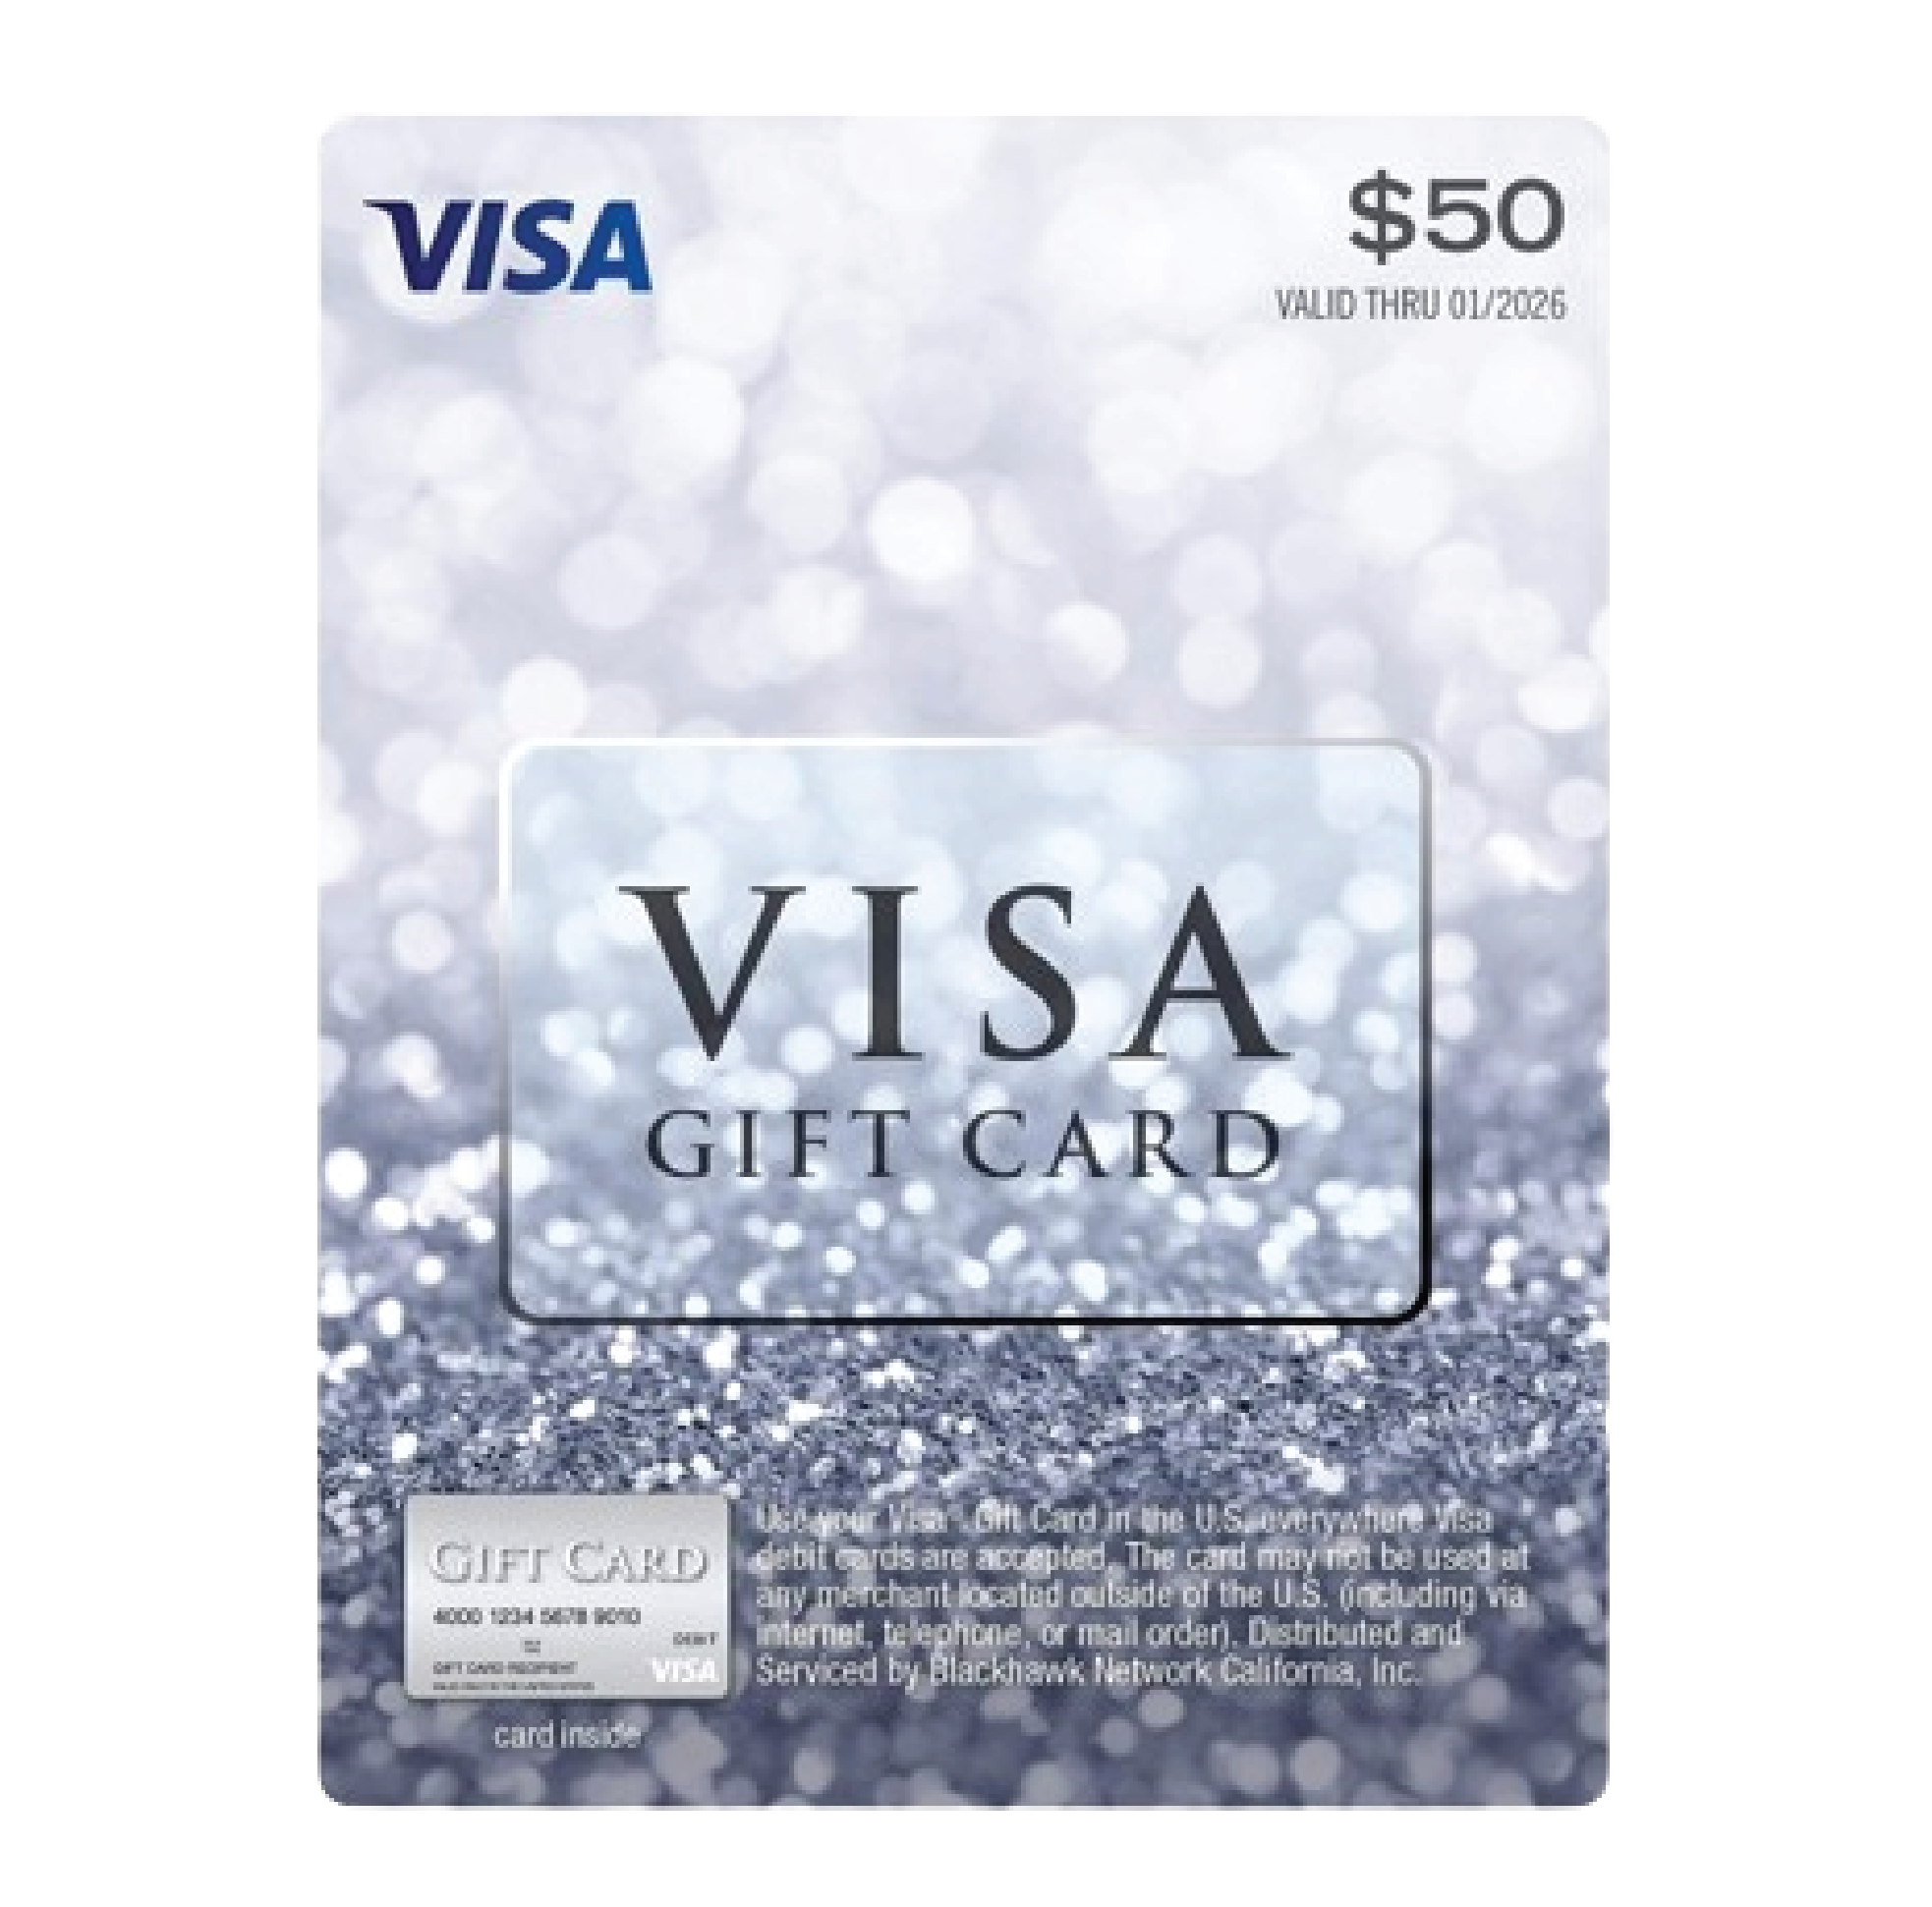 VISA
$50
VALID THRU 01/2026
VISA
GIFT CARD
GIFT CARD
4000 1234 5678 9010
DEBIT
GIFT CARD RECIPIENT
VISA
card inside
Use your Visa Gift Card in the U.S. everywhere Visa
debit cards are accepted. The card may not be used at
any merchant located outside of the U.S. (including via
internet, telephone, or mail order). Distributed and
Serviced by Blackhawk Network California, Inc.